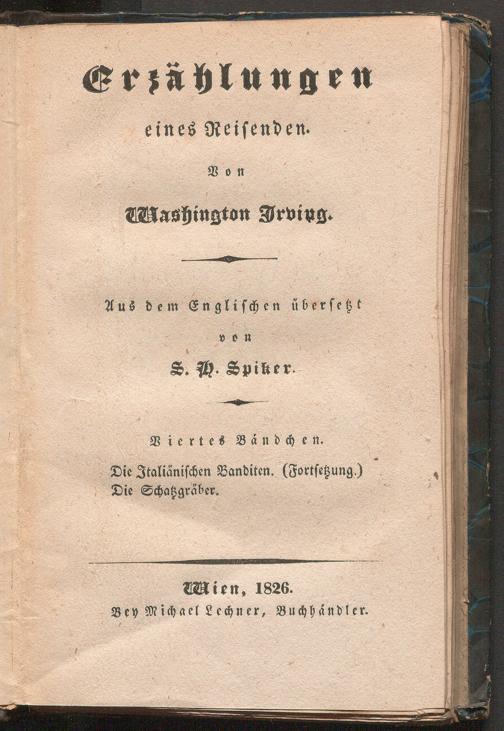 Erzählungen
eines Reisenden.
Von
Washington Irving.
Aus dem Englischen übersetzt
von
S. H. Spiker.
Viertes Bändchen.
Die Italiänischen Banditen. (Fortsetzung.)
Die Schatzgräber.
Wien, 1826.
Bey Michael Lechner, Buchhändler.